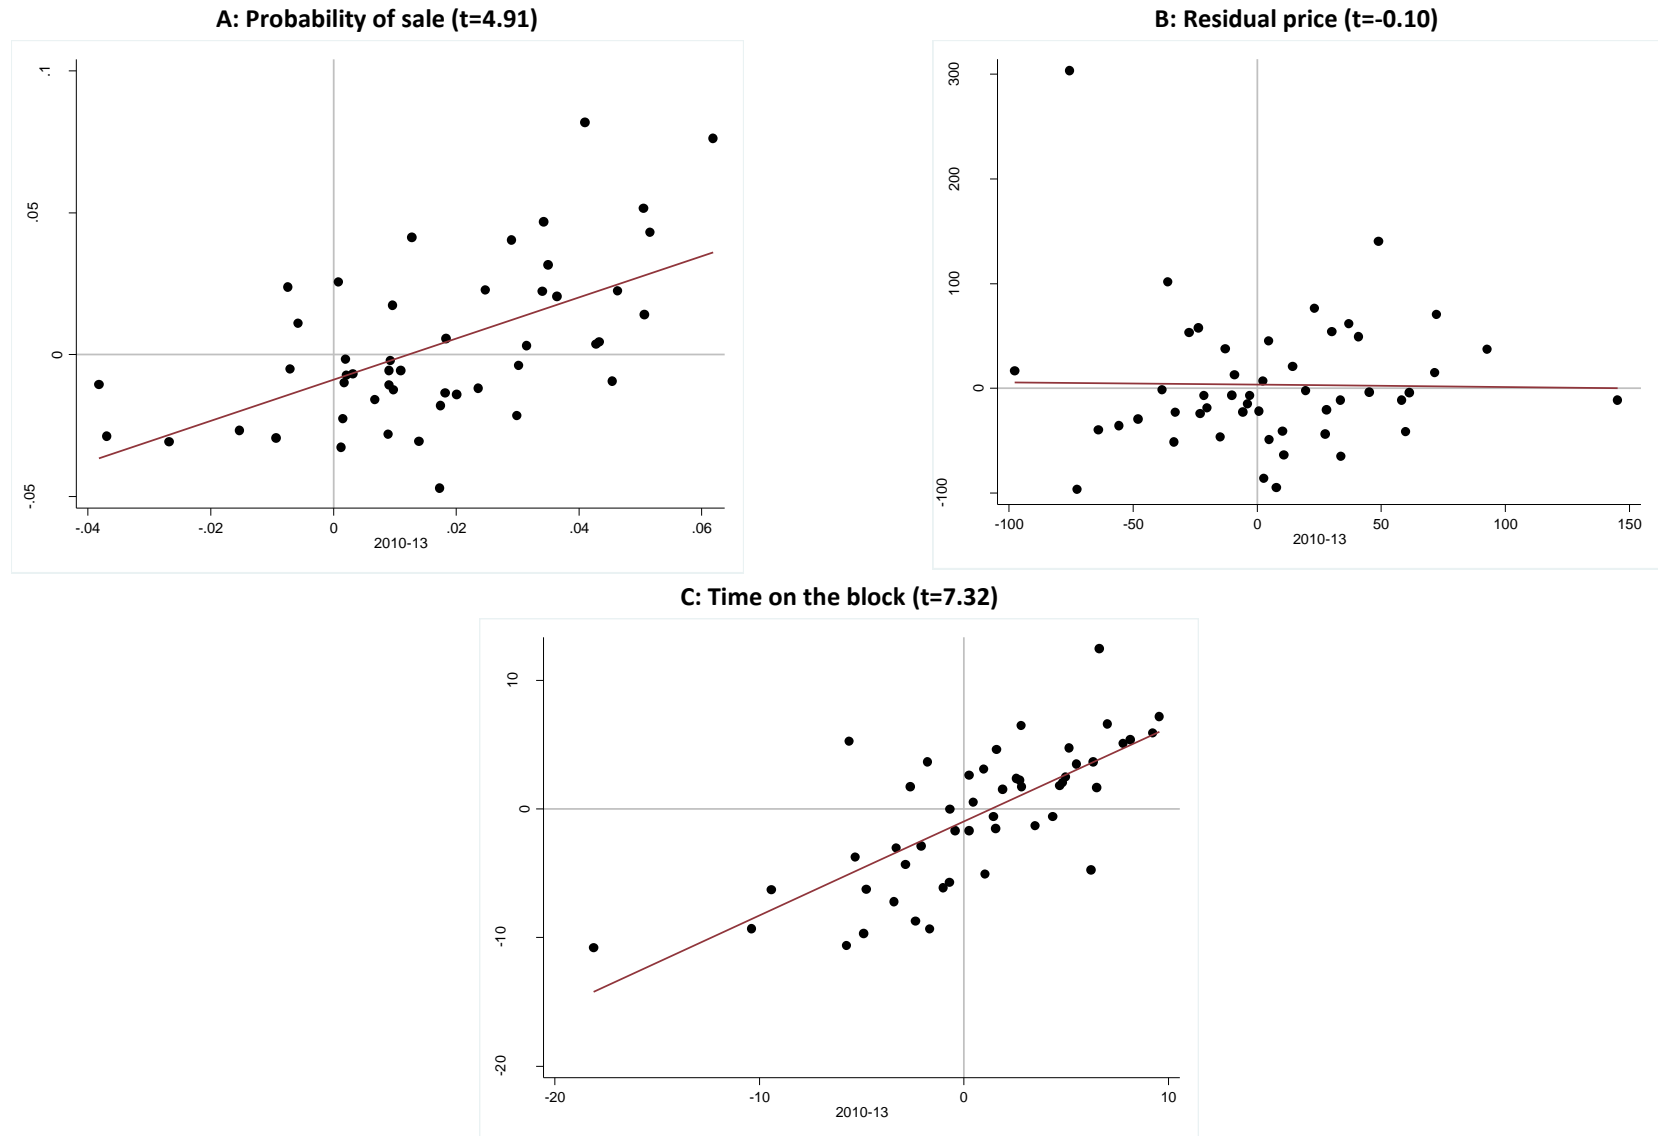 A: Probability of sale (t=4.91)
.1
.05
0
-.05
-.04 -.02 0 .02 .04 .06
2010-13
B: Residual price (t=-0.10)
300
200
100
0
-100
-100 -50 0 50 100 150
2010-13
C: Time on the block (t=7.32)
10
0
-10
-20
-20 -10 0 10
2010-13